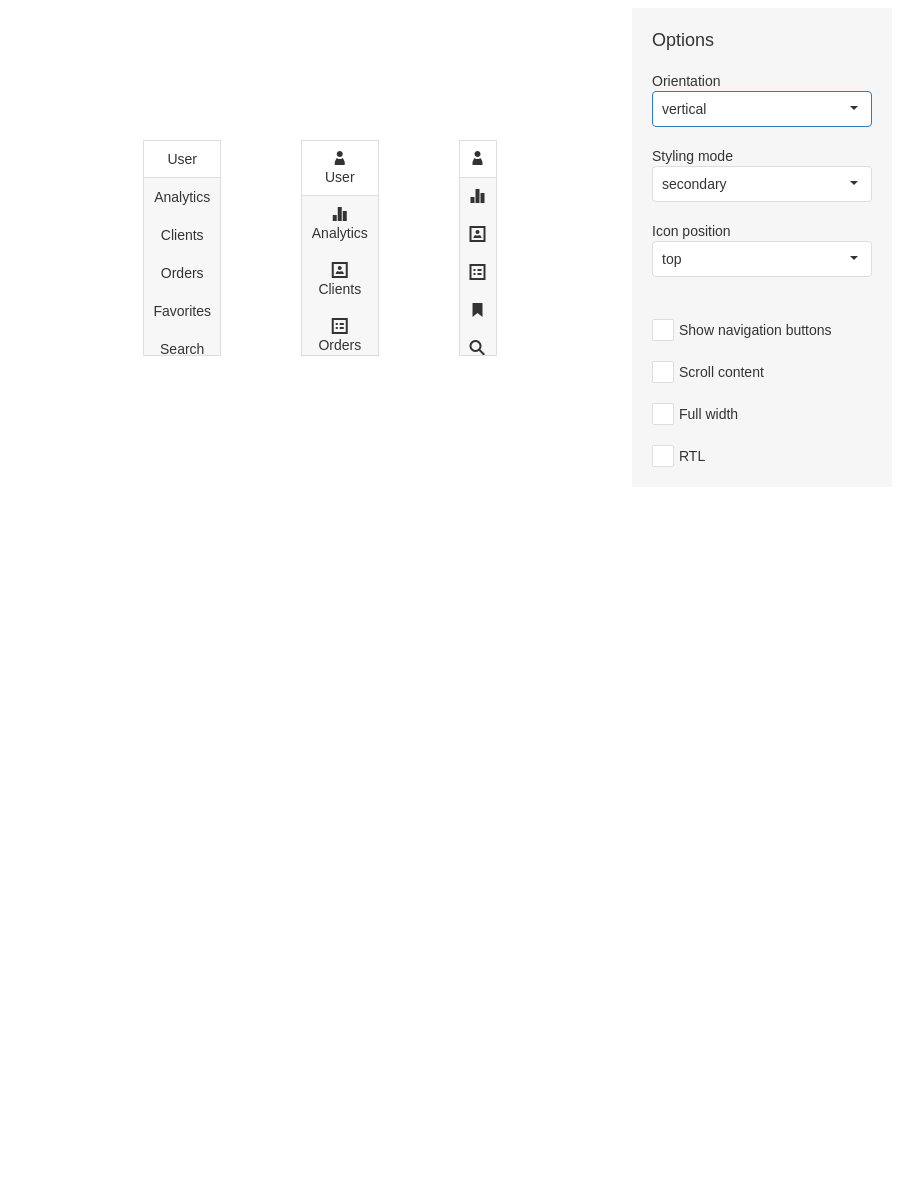 User
Analytics
Clients
Orders
Favorites
Search
User
Analytics
Clients
Orders
Options
Orientation
vertical
Styling mode
secondary
Icon position
top
Show navigation buttons
Scroll content
Full width
RTL